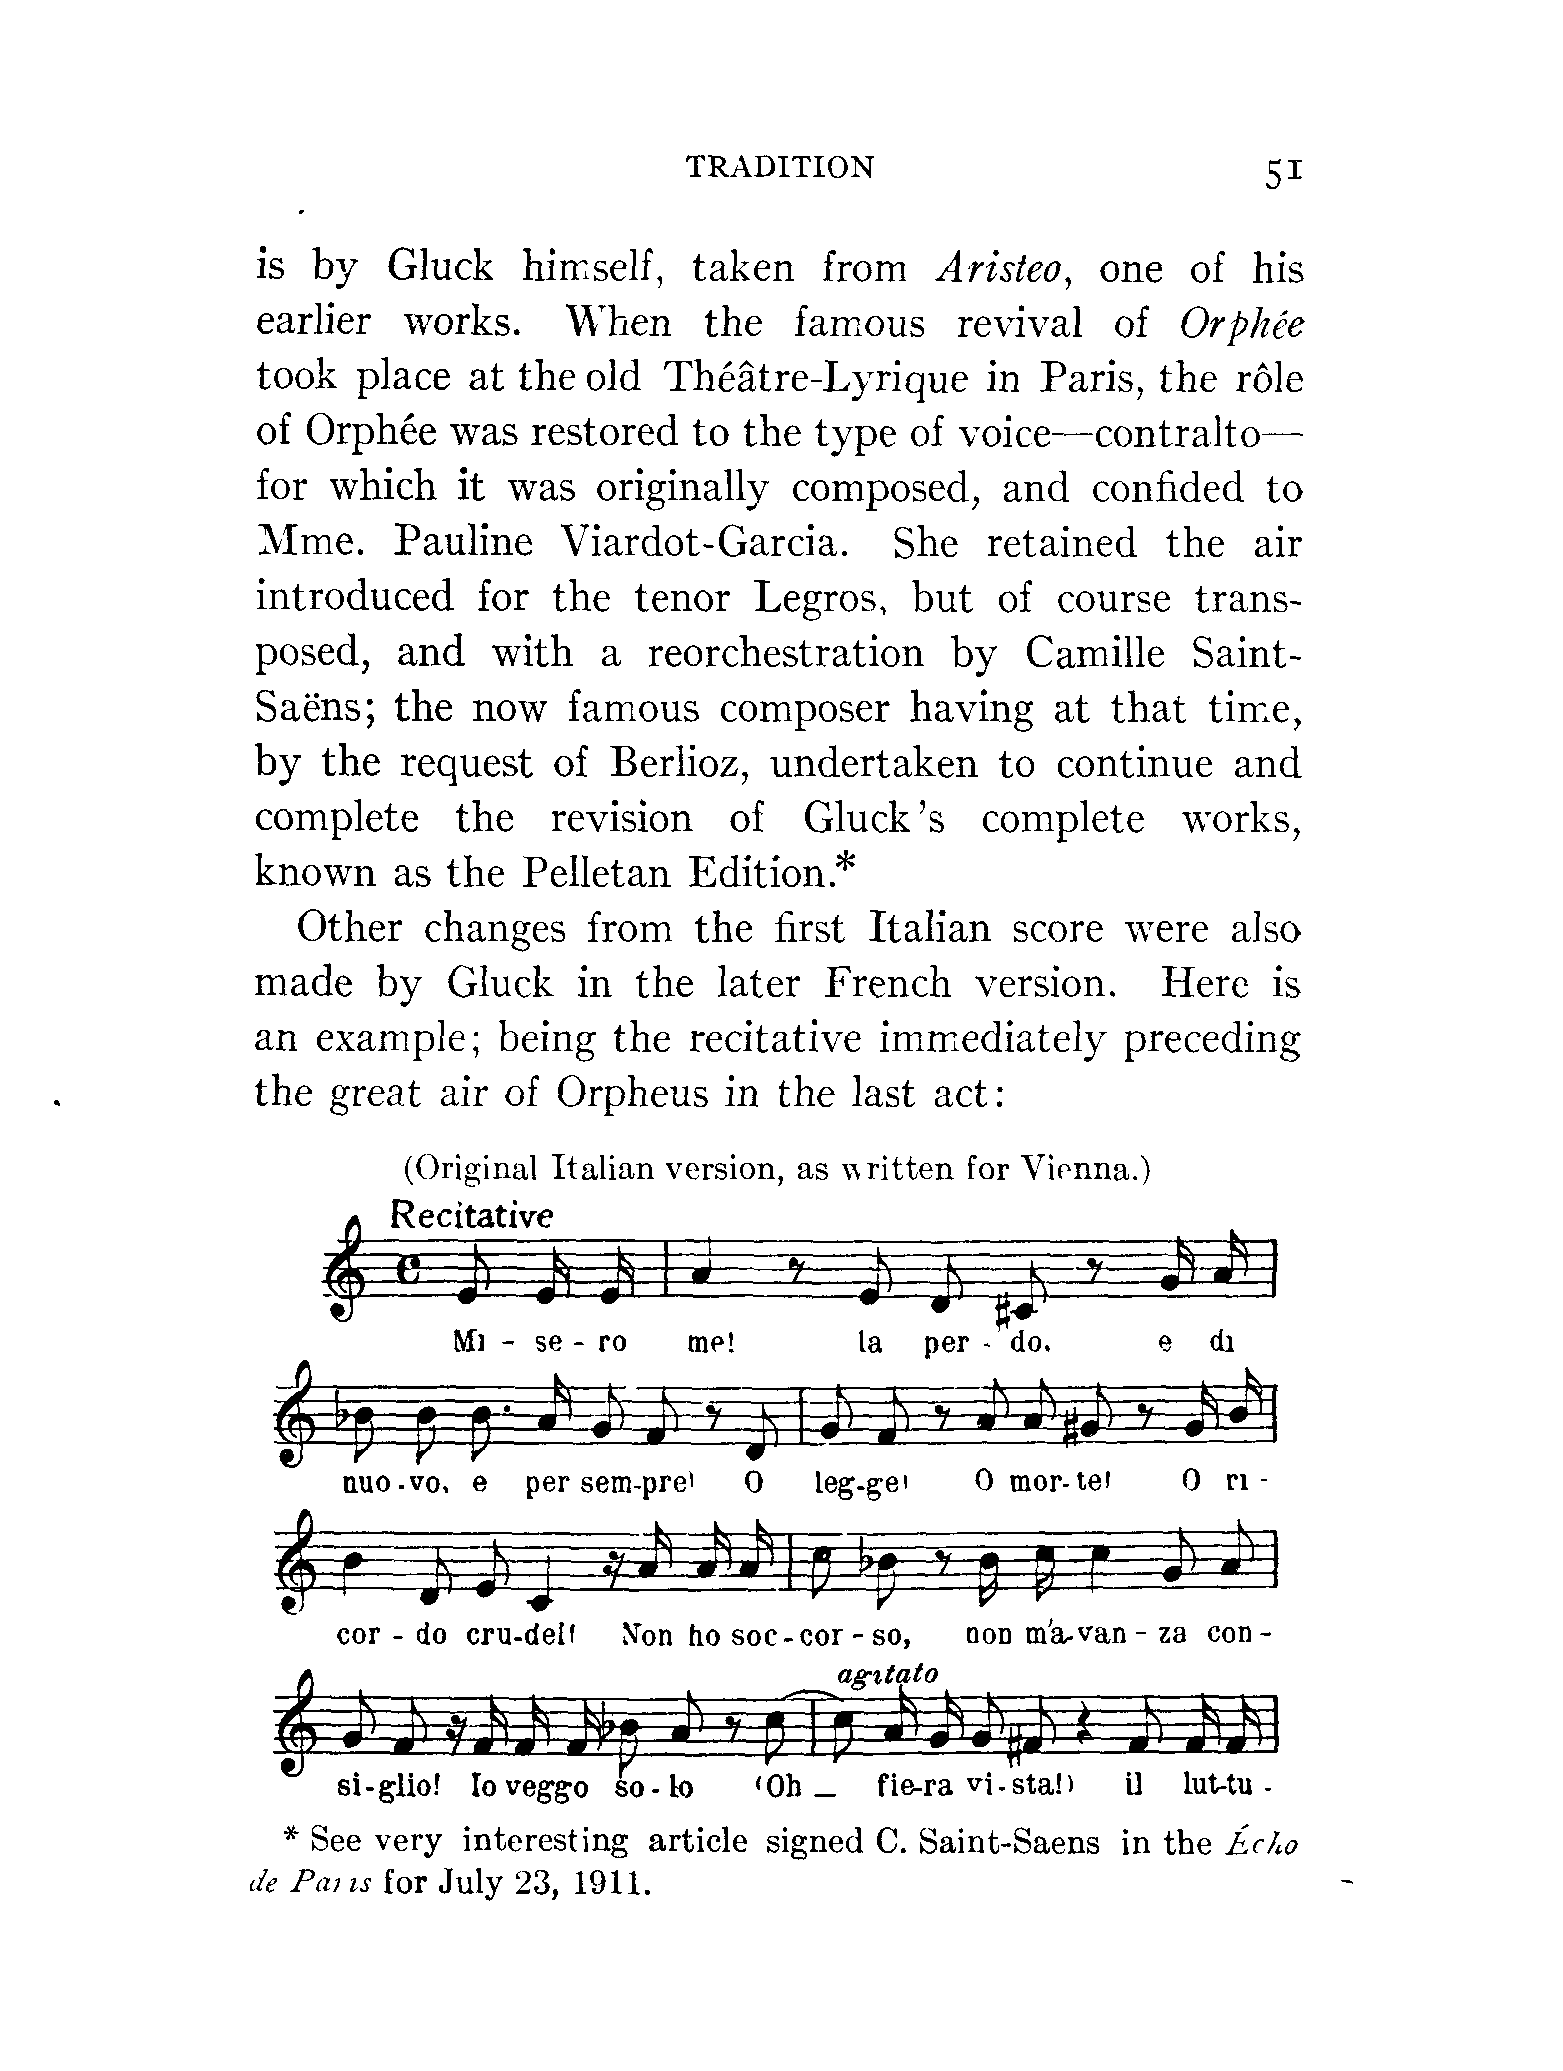 TRADITION 51
is by Gluck himself, taken from Aristeo, one of his
earlier works. When the famous revival of Orphée
took place at the old Théâtre-Lyrique in Paris, the rôle
of Orphée was restored to the type of voice—contralto—
for which it was originally composed, and confided to
Mme. Pauline Viardot-Garcia. She retained the air
introduced for the tenor Legros, but of course trans-
posed, and with a reorchestration by Camille Saint-
Saëns; the now famous composer having at that time,
by the request of Berlioz, undertaken to continue and
complete the revision of Gluck's complete works,
known as the Pelletan Edition.*
Other changes from the first Italian score were also
made by Gluck in the later French version. Here is
an example; being the recitative immediately preceding
the great air of Orpheus in the last act:
(Original Italian version, as written for Vienna.)
Recitative
Mi - se - ro me! la per - do, e di
nuo - vo, e per sem-pre! O leg-ge! O mor-te! O ri -
cor - do cru-del! Non ho soc-cor-so, non m'a-van-za con-
agitato
si-glio! Io veggo so-lo (Oh _ fie-ra vi-sta!) il lut-tu -
* See very interesting article signed C. Saint-Saens in the Écho
de Paris for July 23, 1911.